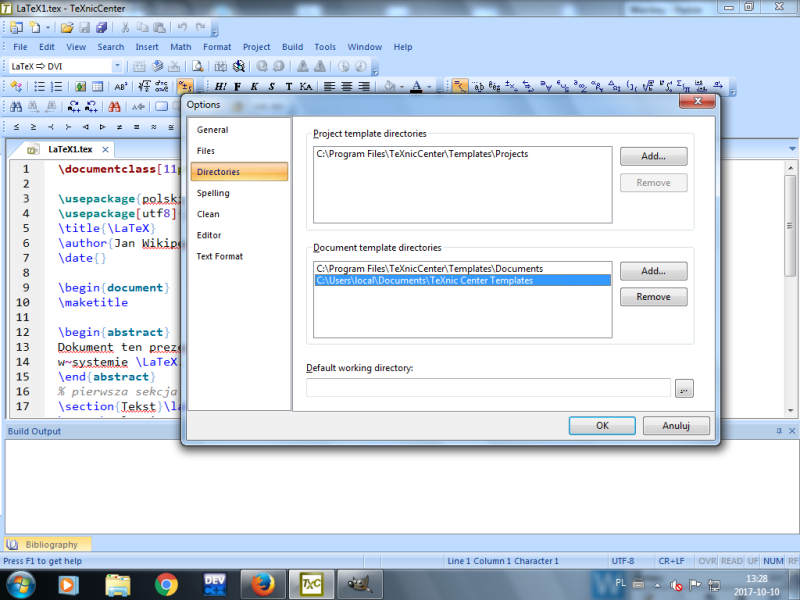 LaTeX1.tex - TeXnicCenter
File Edit View Search Insert Math Format Project Build Tools Window Help
LaTeX ⇒ DVI
H! F K S T KA
LaTeX1.tex
1 \documentclass[11p
2
3 \usepackage{polsk
4 \usepackage[utf8]
5 \title{\LaTeX}
6 \author{Jan Wikipe
7 \date{}
8
9 \begin{document}
10 \maketitle
11
12 \begin{abstract}
13 Dokument ten preze
14 w~systemie \LaTeX
15 \end{abstract}
16 % pierwsza sekcja
17 \section{Tekst}\la
Options
General
Files
Directories
Spelling
Clean
Editor
Text Format
Project template directories
C:\Program Files\TeXnicCenter\Templates\Projects
Add...
Remove
Document template directories
C:\Program Files\TeXnicCenter\Templates\Documents
C:\Users\local\Documents\TeXnic Center Templates
Add...
Remove
Default working directory:
...
OK
Anuluj
Build Output
Bibliography
Press F1 to get help
Line 1 Column 1 Character 1
UTF-8
CR+LF
OVR READ UF NUM RF
DEV
TXC
PL
13:28
2017-10-10